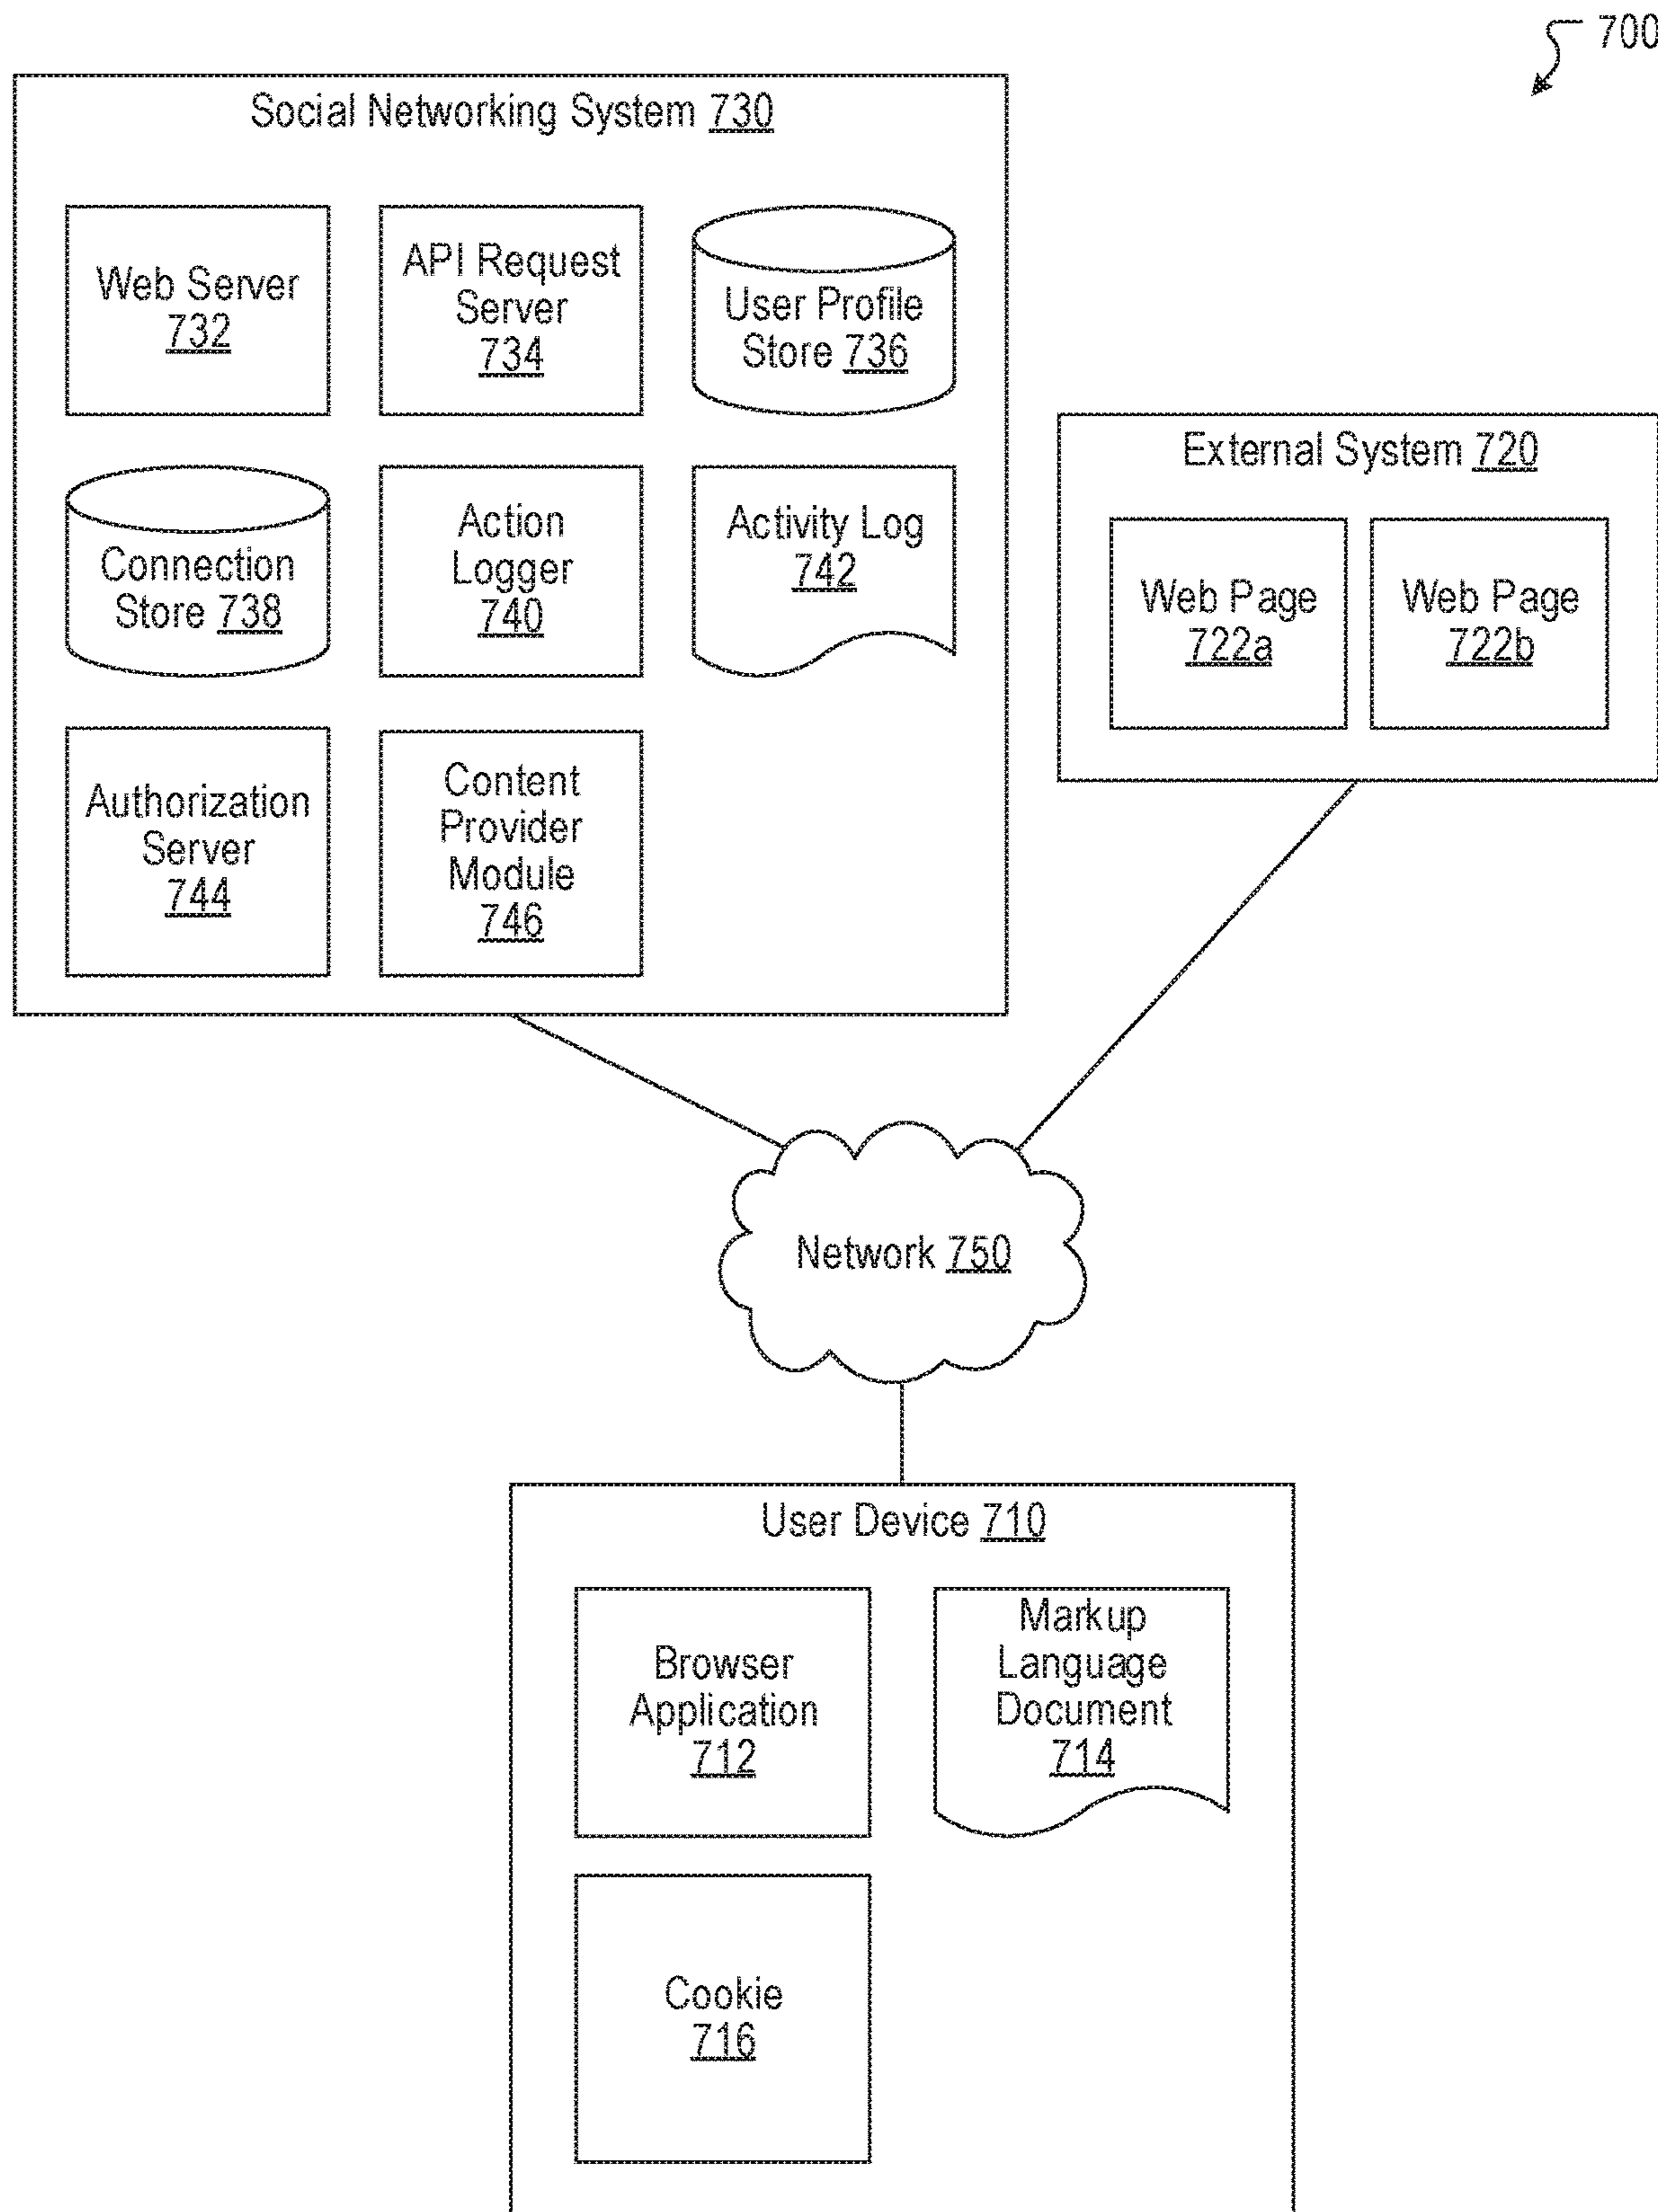 700
Social Networking System 730
Web Server
732
API Request
Server
734
User Profile
Store 736
Connection
Store 738
Action
Logger
740
Activity Log
742
Authorization
Server
744
Content
Provider
Module
746
External System 720
Web Page
722a
Web Page
722b
Network 750
User Device 710
Browser
Application
712
Markup
Language
Document
714
Cookie
716